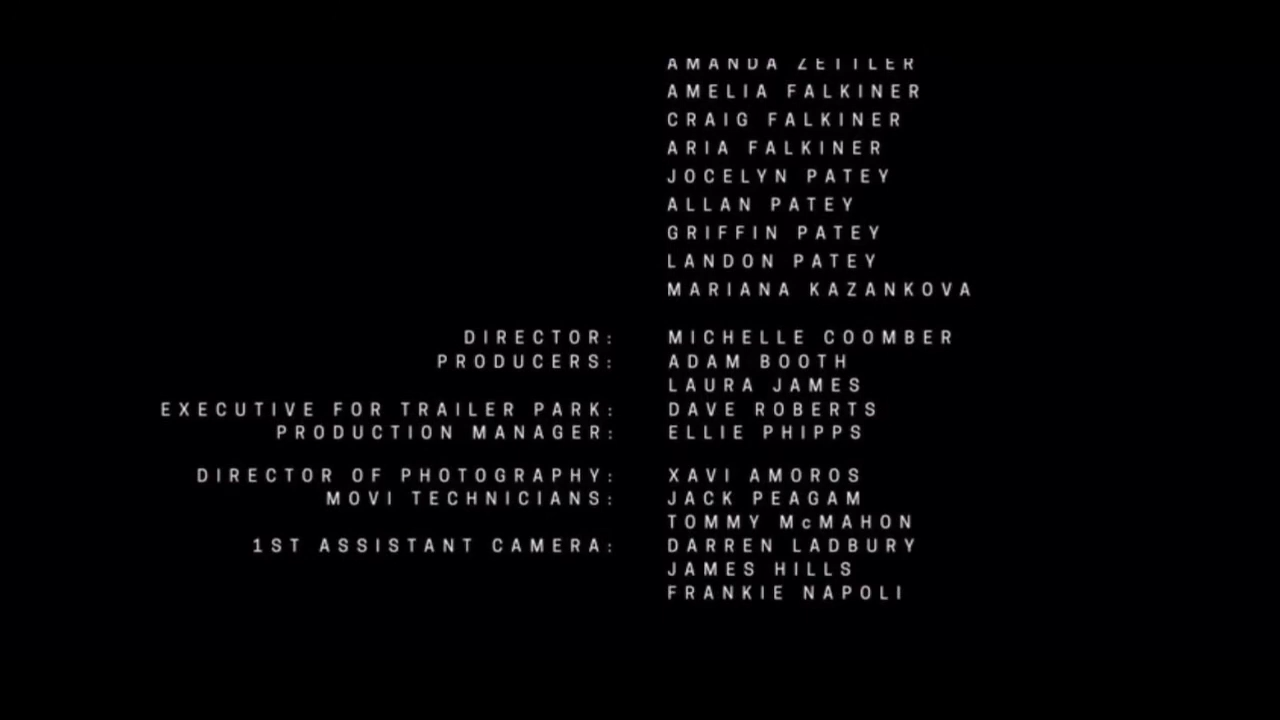 AMANDA ZETTLER
AMELIA FALKINER
CRAIG FALKINER
ARIA FALKINER
JOCELYN PATEY
ALLAN PATEY
GRIFFIN PATEY
LANDON PATEY
MARIANA KAZANKOVA
DIRECTOR: MICHELLE COOMBER
PRODUCERS: ADAM BOOTH
LAURA JAMES
EXECUTIVE FOR TRAILER PARK: DAVE ROBERTS
PRODUCTION MANAGER: ELLIE PHIPPS
DIRECTOR OF PHOTOGRAPHY: XAVI AMOROS
MOVI TECHNICIANS: JACK PEAGAM
TOMMY McMAHON
1ST ASSISTANT CAMERA: DARREN LADBURY
JAMES HILLS
FRANKIE NAPOLI